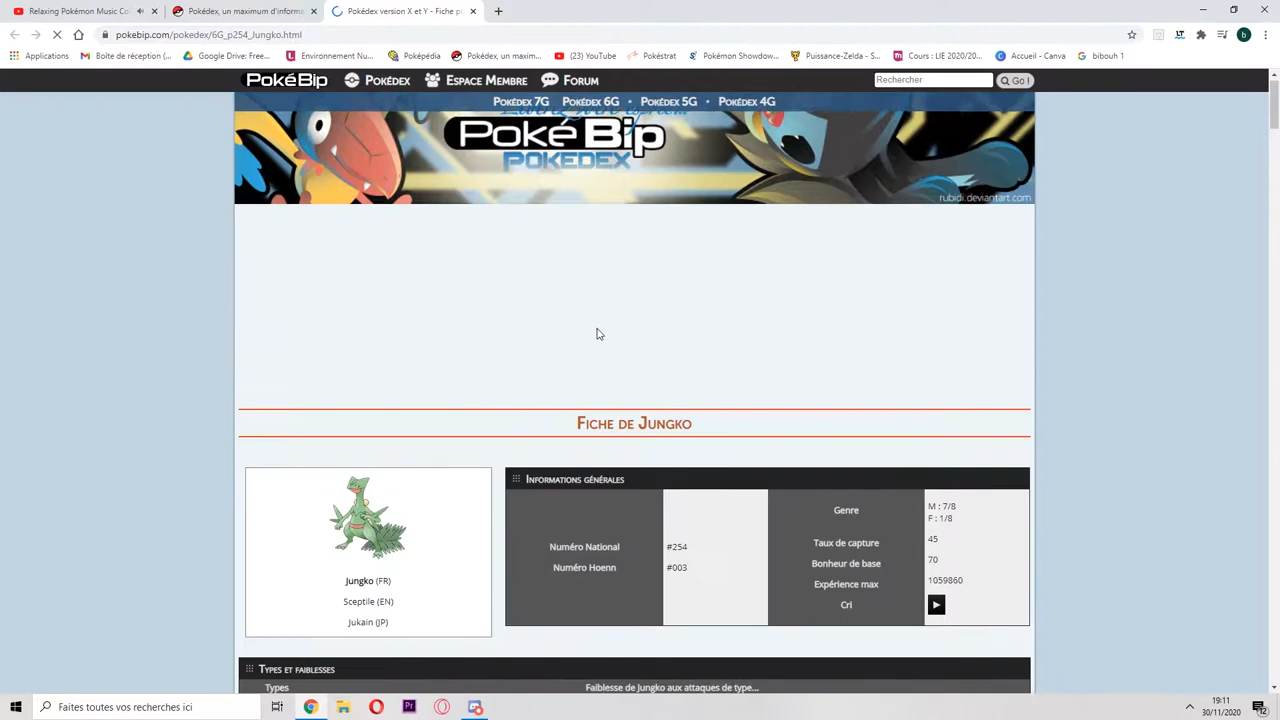 Relaxing Pokémon Music Co
Pokédex, un maximum d'informa
Pokédex version X et Y - Fiche p
pokebip.com/pokedex/6G_p254_Jungko.html
Applications
Boîte de réception (...
Google Drive: Free...
Environnement Nu...
Poképédia
Pokédex, un maxim...
(23) YouTube
Pokéstrat
Pokémon Showdow...
Puissance-Zelda - S...
Cours : LIE 2020/20...
Accueil - Canva
bibouh 1
PokéBip
Pokédex
Espace Membre
Forum
Rechercher
Go !
Pokédex 7G
Pokédex 6G • Pokédex 5G • Pokédex 4G
Poké Bip
POKEDEX
rubidi.deviantart.com
Fiche de Jungko
Jungko (FR)
Sceptile (EN)
Jukain (JP)
Informations générales
Numéro National #254
Numéro Hoenn #003
Genre M : 7/8
F : 1/8
Taux de capture 45
Bonheur de base 70
Expérience max 1059860
Cri
Types et faiblesses
Types
Faiblesse de Jungko aux attaques de type...
Faites toutes vos recherches ici
19:11
30/11/2020